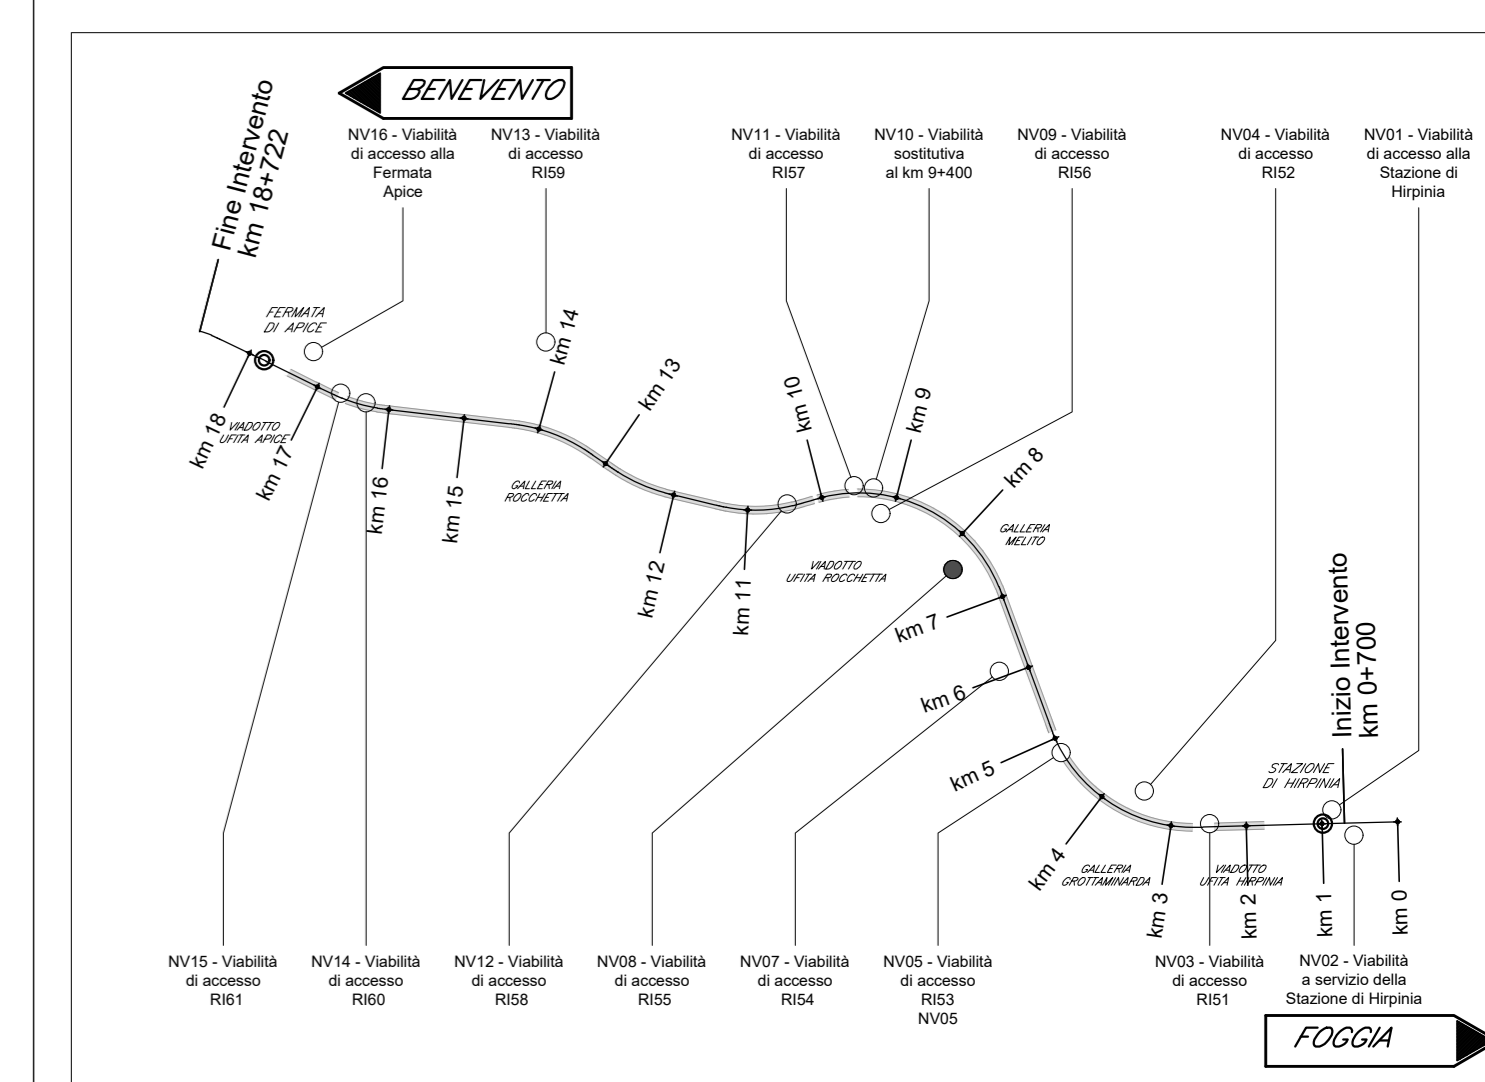 BENEVENTO
Fine Intervento
km 18+722
NV16 - Viabilità
di accesso alla
Fermata
Apice
NV13 - Viabilità
di accesso
RI59
NV11 - Viabilità
di accesso
RI57
NV10 - Viabilità
sostitutiva
al km 9+400
NV09 - Viabilità
di accesso
RI56
NV04 - Viabilità
di accesso
RI52
NV01 - Viabilità
di accesso alla
Stazione di
Hirpinia
FERMATA
DI APICE
km 18
VIADOTTO
UFITA APICE
km 17
km 16
km 15
km 14
km 13
GALLERIA
ROCCHETTA
km 12
km 11
km 10
km 9
km 8
GALLERIA
MELITO
VIADOTTO
UFITA ROCCHETTA
km 7
km 6
km 5
km 4
GALLERIA
GROTTAMINARDA
km 3
VIADOTTO
UFITA HIRPINIA
km 2
STAZIONE
DI HIRPINIA
Inizio Intervento
km 0+700
km 1
km 0
NV15 - Viabilità
di accesso
RI61
NV14 - Viabilità
di accesso
RI60
NV12 - Viabilità
di accesso
RI58
NV08 - Viabilità
di accesso
RI55
NV07 - Viabilità
di accesso
RI54
NV05 - Viabilità
di accesso
RI53
NV05
NV03 - Viabilità
di accesso
RI51
NV02 - Viabilità
a servizio della
Stazione di Hirpinia
FOGGIA